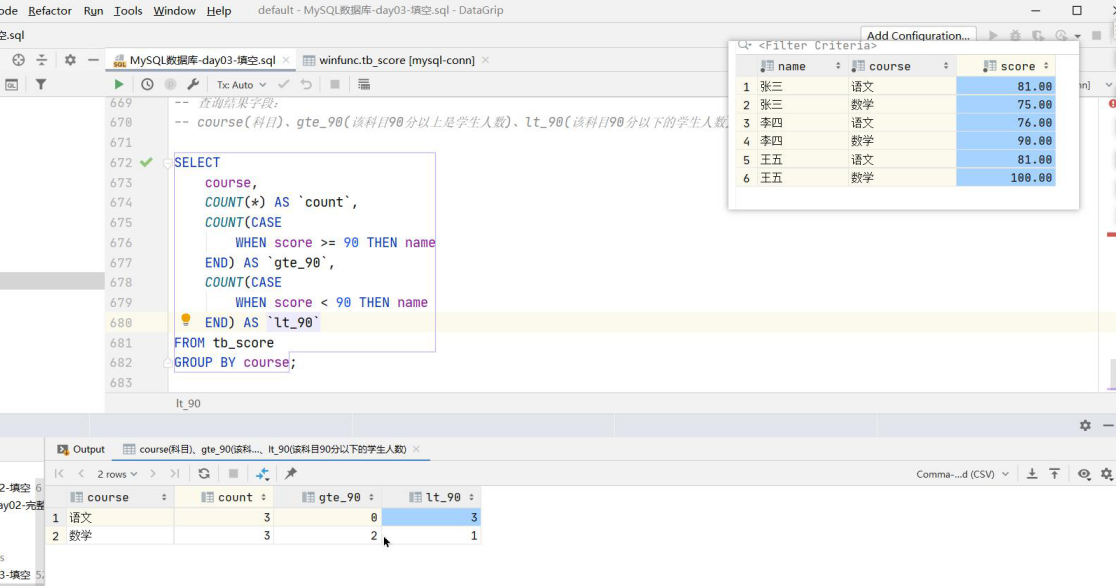 ode Refactor Run Tools Window Help default - MySQL数据库-day03-填空.sql - DataGrip
空.sql
Add Configuration...
MySQL数据库-day03-填空.sql
winfunc.tb_score [mysql-conn]
Tx: Auto
669 -- 查询结果字段:
670 -- course(科目)、gte_90(该科目90分以上是学生人数)、lt_90(该科目90分以下的学生人数
671
672 SELECT
673 course,
674 COUNT(*) AS `count`,
675 COUNT(CASE
676 WHEN score >= 90 THEN name
677 END) AS `gte_90`,
678 COUNT(CASE
679 WHEN score < 90 THEN name
680 END) AS `lt_90`
681 FROM tb_score
682 GROUP BY course;
683
lt_90
<Filter Criteria>
name course score
1 张三 语文 81.00
2 张三 数学 75.00
3 李四 语文 76.00
4 李四 数学 90.00
5 王五 语文 81.00
6 王五 数学 100.00
Output course(科目)、gte_90(该科...、lt_90(该科目90分以下的学生人数)
2 rows Comma-...d (CSV)
course count gte_90 lt_90
1 语文 3 0 3
2 数学 3 2 1
2-填空 6
ay02-完整
s
3-填空 52